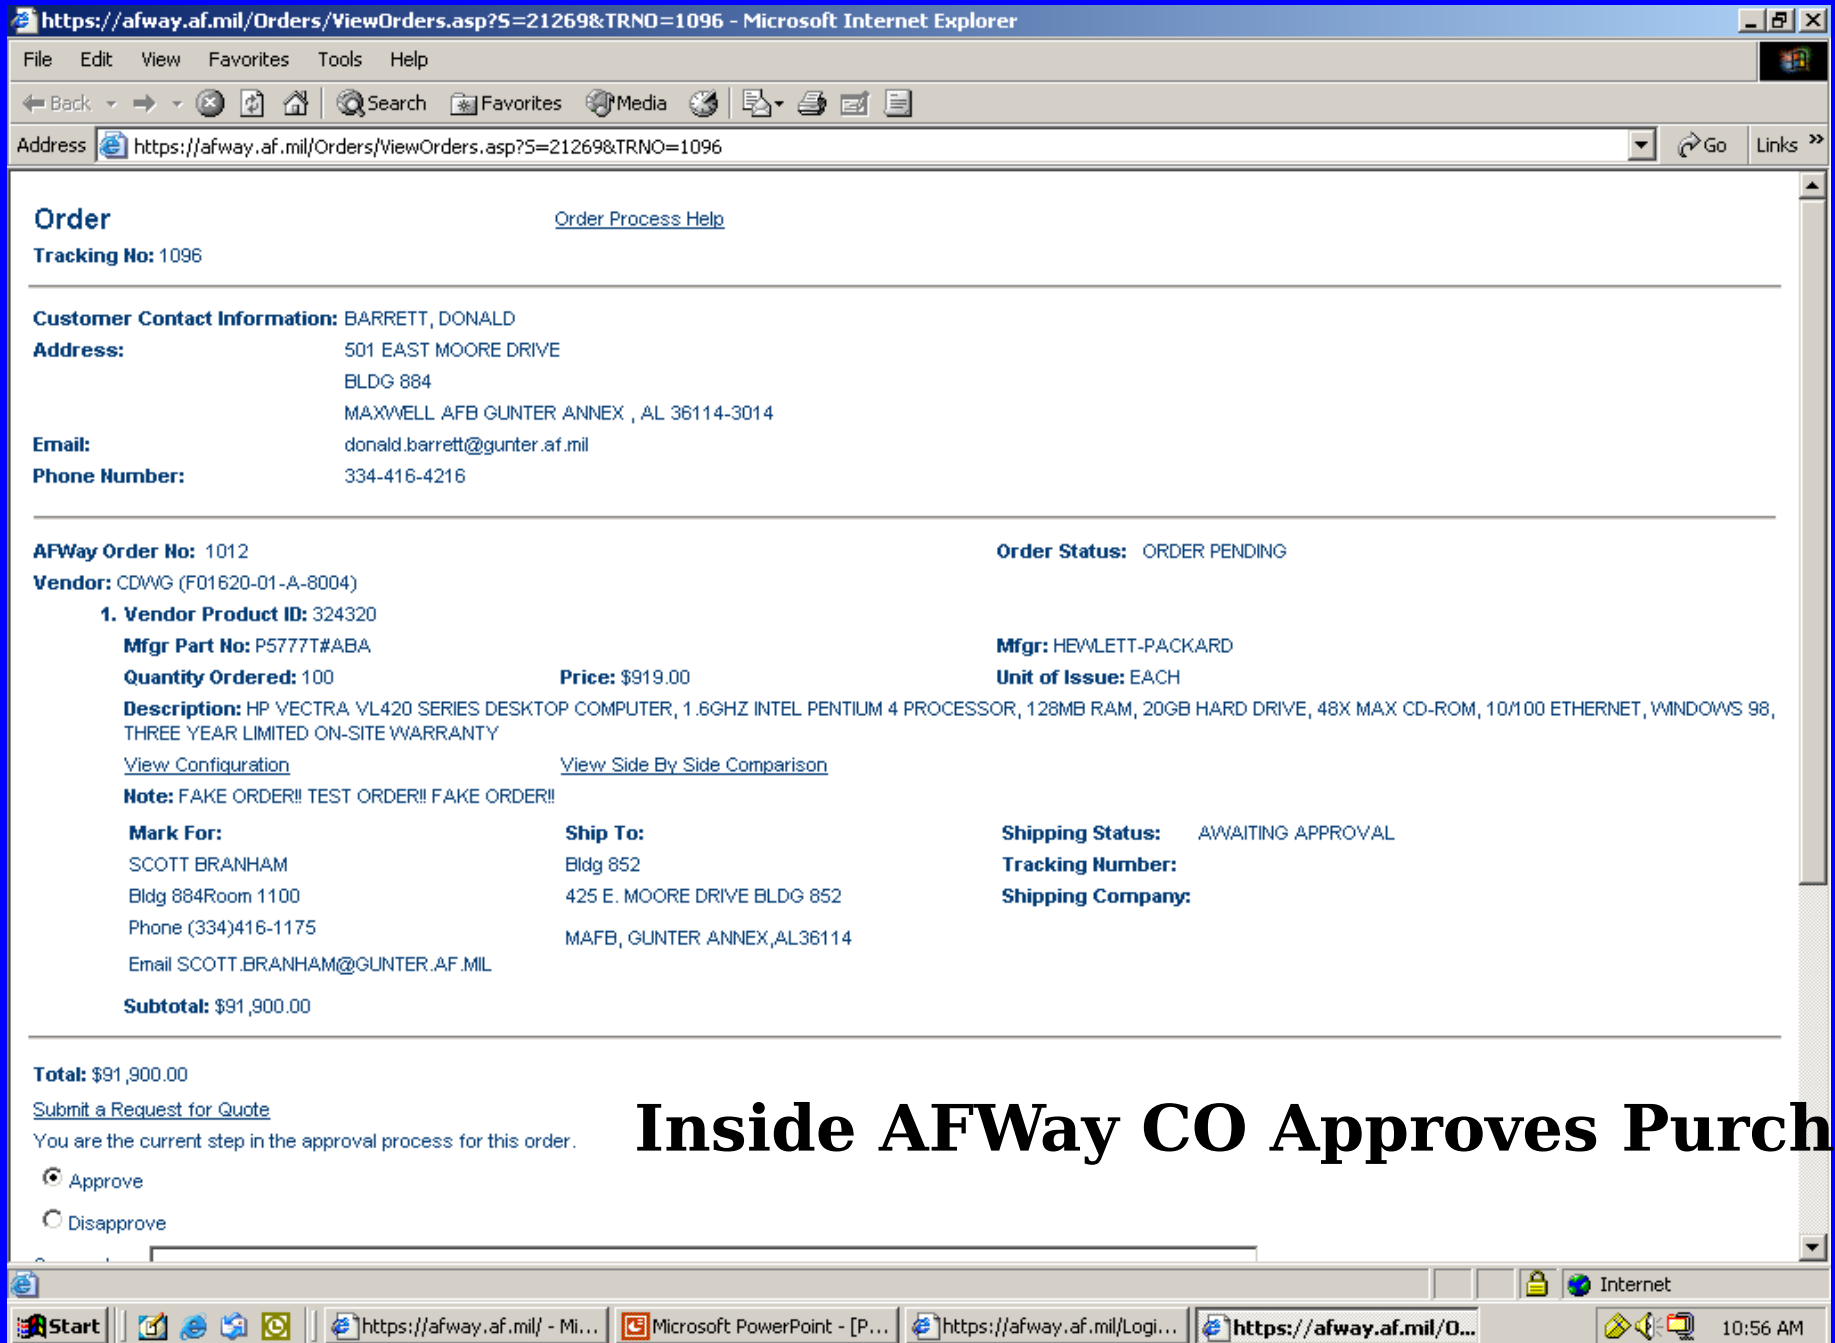 https://afway.af.mil/Orders/ViewOrders.asp?S=21269&TRNO=1096 - Microsoft Internet Explorer
File Edit View Favorites Tools Help
Back Search Favorites Media
Address https://afway.af.mil/Orders/ViewOrders.asp?S=21269&TRNO=1096 Go Links »
Order Order Process Help
Tracking No: 1096
Customer Contact Information: BARRETT, DONALD
Address: 501 EAST MOORE DRIVE
BLDG 884
MAXWELL AFB GUNTER ANNEX , AL 36114-3014
Email: donald.barrett@gunter.af.mil
Phone Number: 334-416-4216
AFWay Order No: 1012 Order Status: ORDER PENDING
Vendor: CDWG (F01620-01-A-8004)
1. Vendor Product ID: 324320
Mfgr Part No: P5777T#ABA Mfgr: HEWLETT-PACKARD
Quantity Ordered: 100 Price: $919.00 Unit of Issue: EACH
Description: HP VECTRA VL420 SERIES DESKTOP COMPUTER, 1.6GHZ INTEL PENTIUM 4 PROCESSOR, 128MB RAM, 20GB HARD DRIVE, 48X MAX CD-ROM, 10/100 ETHERNET, WINDOWS 98,
THREE YEAR LIMITED ON-SITE WARRANTY
View Configuration View Side By Side Comparison
Note: FAKE ORDER!! TEST ORDER!! FAKE ORDER!!
Mark For: Ship To: Shipping Status: AWAITING APPROVAL
SCOTT BRANHAM Bldg 852 Tracking Number:
Bldg 884Room 1100 425 E. MOORE DRIVE BLDG 852 Shipping Company:
Phone (334)416-1175
MAFB, GUNTER ANNEX,AL36114
Email SCOTT.BRANHAM@GUNTER.AF.MIL
Subtotal: $91,900.00
Total: $91,900.00
Submit a Request for Quote
Inside AFWay CO Approves Purch
You are the current step in the approval process for this order.
Approve
Disapprove
Internet
Start https://afway.af.mil/ - Mi... Microsoft PowerPoint - [P... https://afway.af.mil/Logi... https://afway.af.mil/O... 10:56 AM